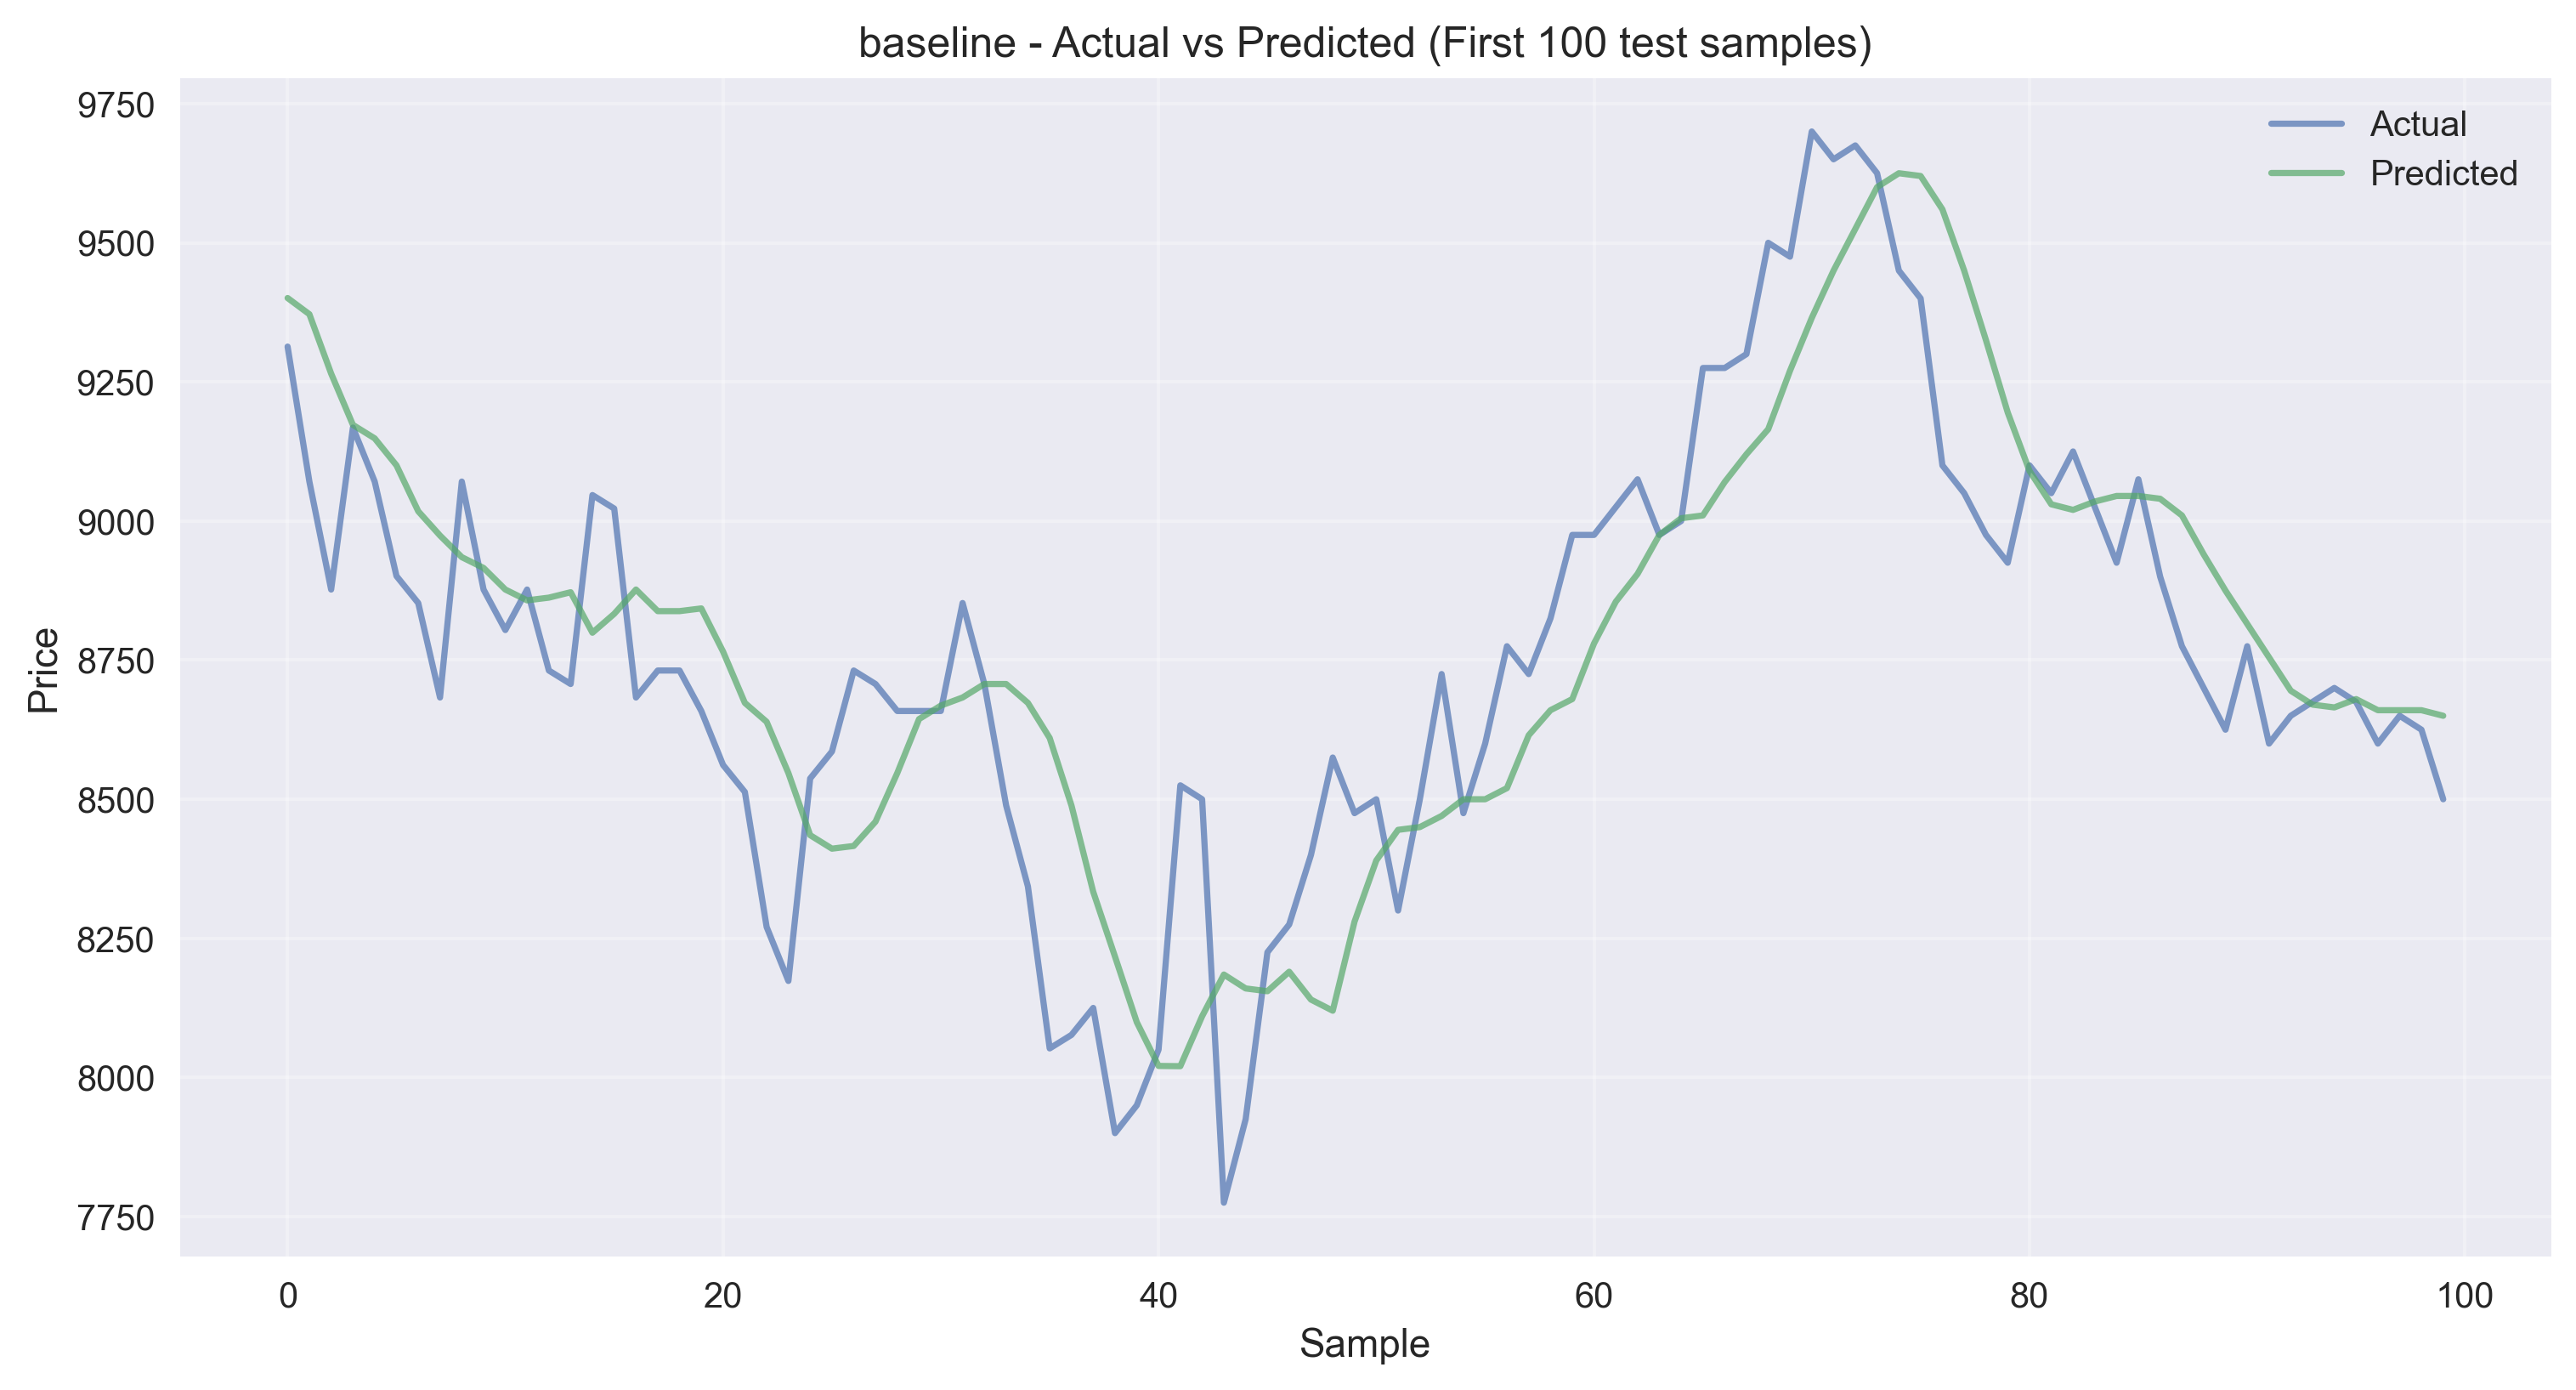 baseline - Actual vs Predicted (First 100 test samples)
Actual
Predicted
Price
9750
9500
9250
9000
8750
8500
8250
8000
7750
0 20 40 60 80 100
Sample